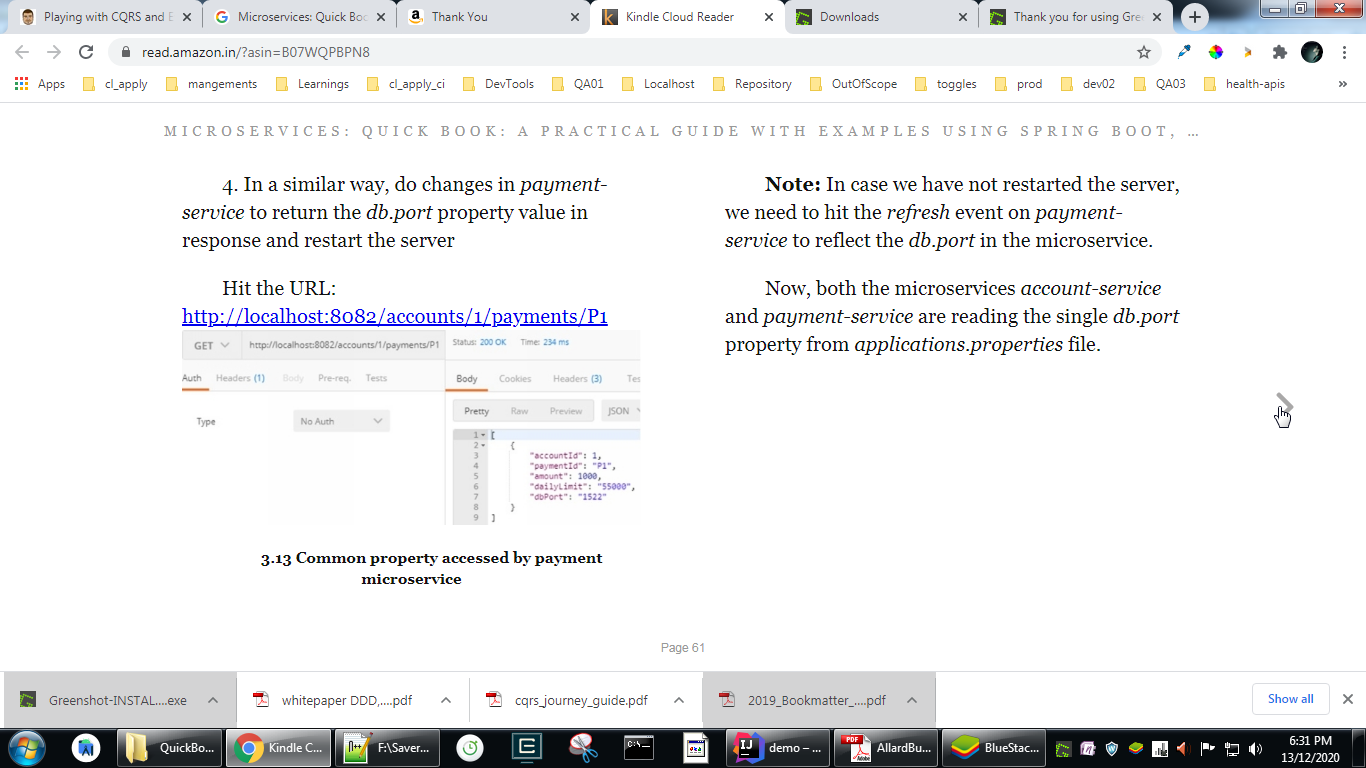 Playing with CQRS and E
Microservices: Quick Boo
Thank You
Kindle Cloud Reader
Downloads
Thank you for using Gre
read.amazon.in/?asin=B07WQPBPN8
Apps
cl_apply
mangements
Learnings
cl_apply_ci
DevTools
QA01
Localhost
Repository
OutOfScope
toggles
prod
dev02
QA03
health-apis
»
MICROSERVICES: QUICK BOOK: A PRACTICAL GUIDE WITH EXAMPLES USING SPRING BOOT, …
4. In a similar way, do changes in payment-
service to return the db.port property value in
response and restart the server
Hit the URL:
http://localhost:8082/accounts/1/payments/P1
GET
http://localhost:8082/accounts/1/payments/P1
Status: 200 OK Time: 234 ms
Auth Headers (1) Body Pre-req. Tests
Body Cookies Headers (3) Tes
Type
No Auth
Pretty Raw Preview JSON
1 [
2 {
3 "accountId": 1,
4 "paymentId": "P1",
5 "amount": 1000,
6 "dailyLimit": "55000",
7 "dbPort": "1522"
8 }
9 ]
3.13 Common property accessed by payment
microservice
Note: In case we have not restarted the server,
we need to hit the refresh event on payment-
service to reflect the db.port in the microservice.
Now, both the microservices account-service
and payment-service are reading the single db.port
property from applications.properties file.
Page 61
Greenshot-INSTAL....exe
whitepaper DDD,....pdf
cqrs_journey_guide.pdf
2019_Bookmatter_....pdf
Show all
QuickBo...
Kindle C...
F:\Saver...
demo – ...
AllardBu...
BlueStac...
6:31 PM
13/12/2020